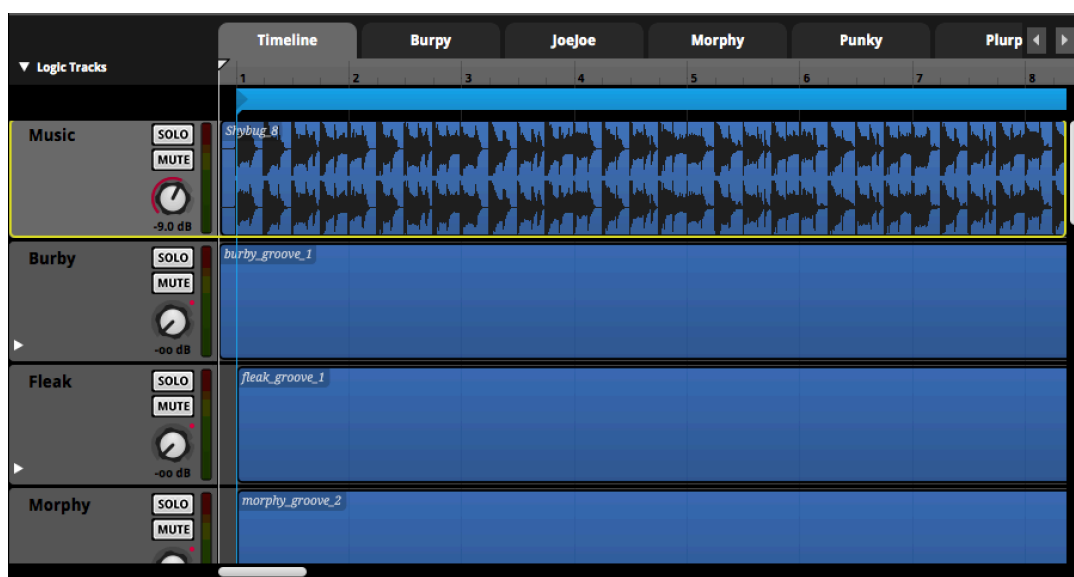 Timeline Burpy JoeJoe Morphy Punky Plurp
Logic Tracks
1 2 3 4 5 6 7 8
Music SOLO Shybug_8
MUTE
-9.0 dB
Burby SOLO burby_groove_1
MUTE
-oo dB
Fleak SOLO fleak_groove_1
MUTE
-oo dB
Morphy SOLO morphy_groove_2
MUTE